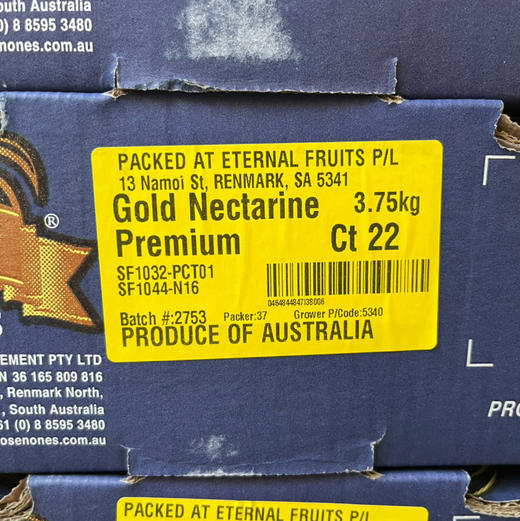 outh Australia
0) 8 8595 3480
nones.com.au
PACKED AT ETERNAL FRUITS P/L
13 Namoi St, RENMARK, SA 5341
Gold Nectarine 3.75kg
Premium Ct 22
SF1032-PCT01
SF1044-N16
0464844847138006
Batch #:2753 Packer:37 Grower P/Code:5340
PRODUCE OF AUSTRALIA
®
EMENT PTY LTD
N 36 165 809 816
, Renmark North,
, South Australia
61 (0) 8 8595 3480
osenones.com.au
PRO
PACKED AT ETERNAL FRUITS P/L